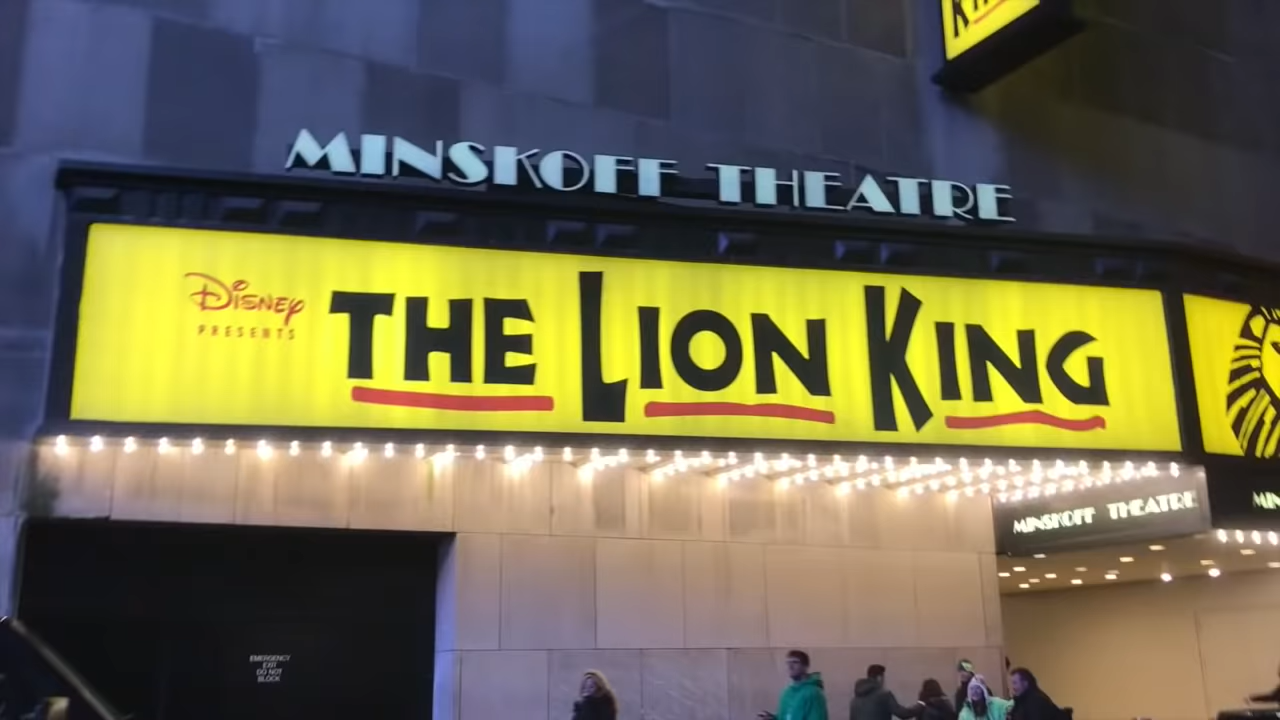 MINSKOFF THEATRE
DISNEY
PRESENTS
THE LION KING
MINSKOFF THEATRE
EMERGENCY
EXIT
DO NOT
BLOCK